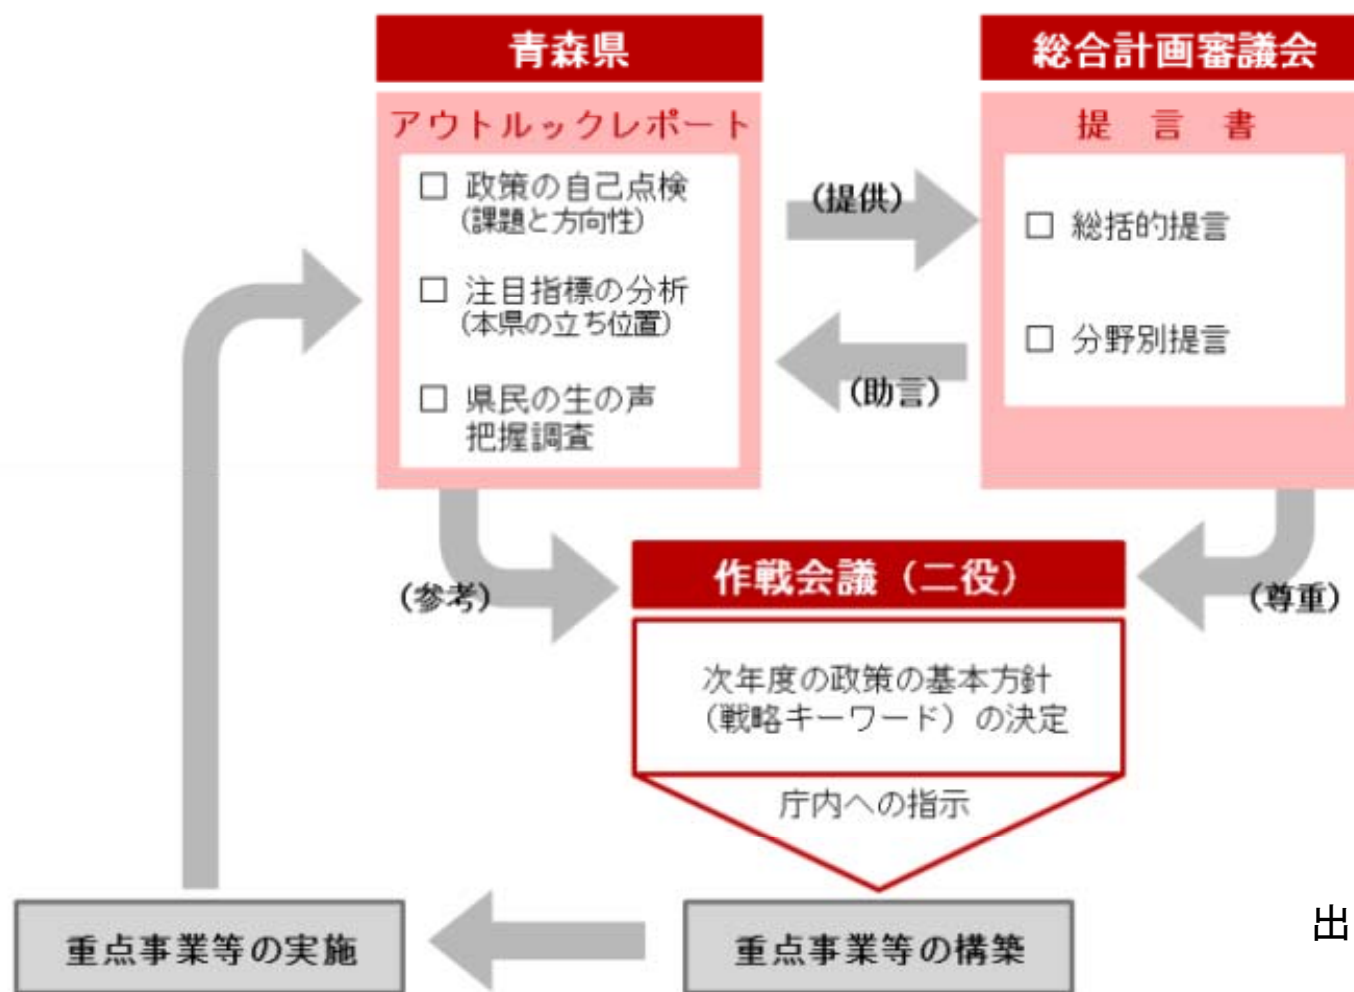 青森県
アウトルックレポート
□ 政策の自己点検
(課題と方向性)
□ 注目指標の分析
(本県の立ち位置)
□ 県民の生の声
把握調査
(提供)
(助言)
総合計画審議会
提 言 書
□ 総括的提言
□ 分野別提言
(参考)
(尊重)
作戦会議（二役）
次年度の政策の基本方針
（戦略キーワード）の決定
庁内への指示
重点事業等の構築
重点事業等の実施
出